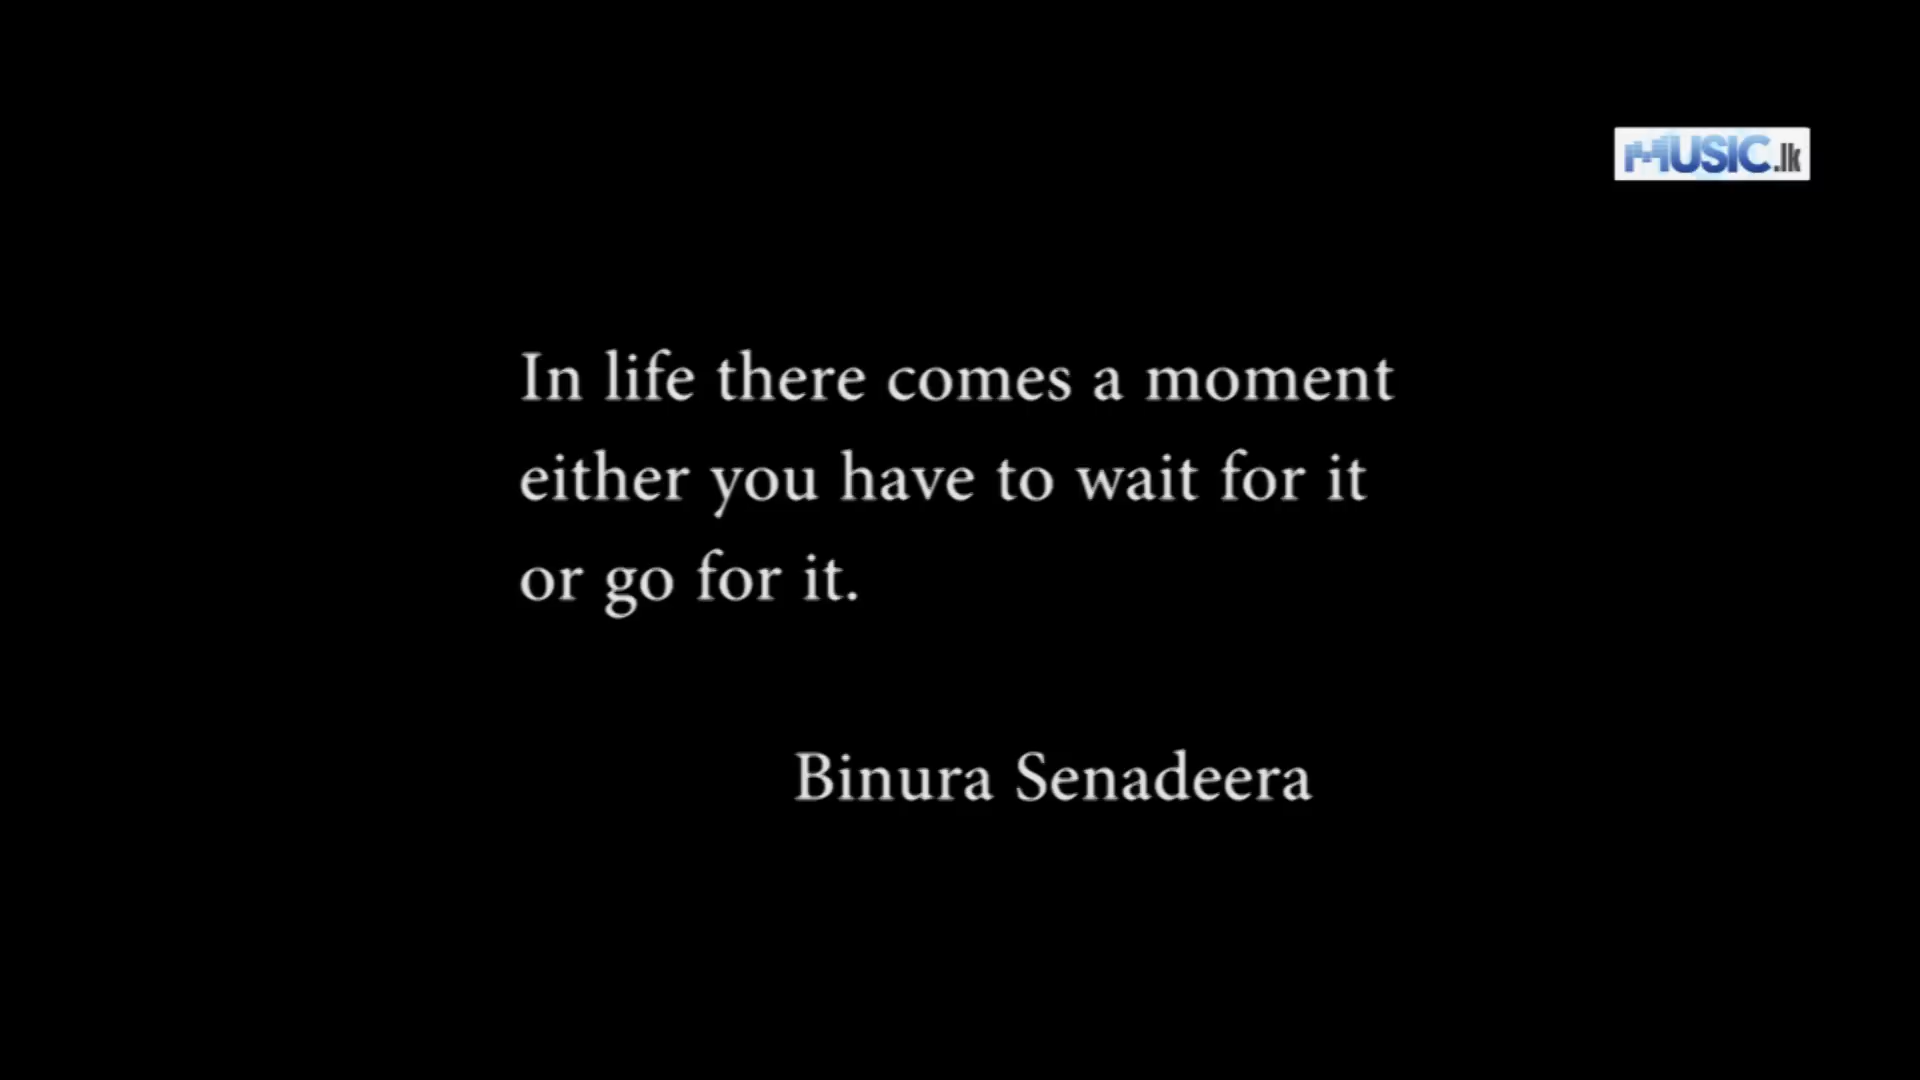 MUSIC.lk
In life there comes a moment
either you have to wait for it
or go for it.
Binura Senadeera